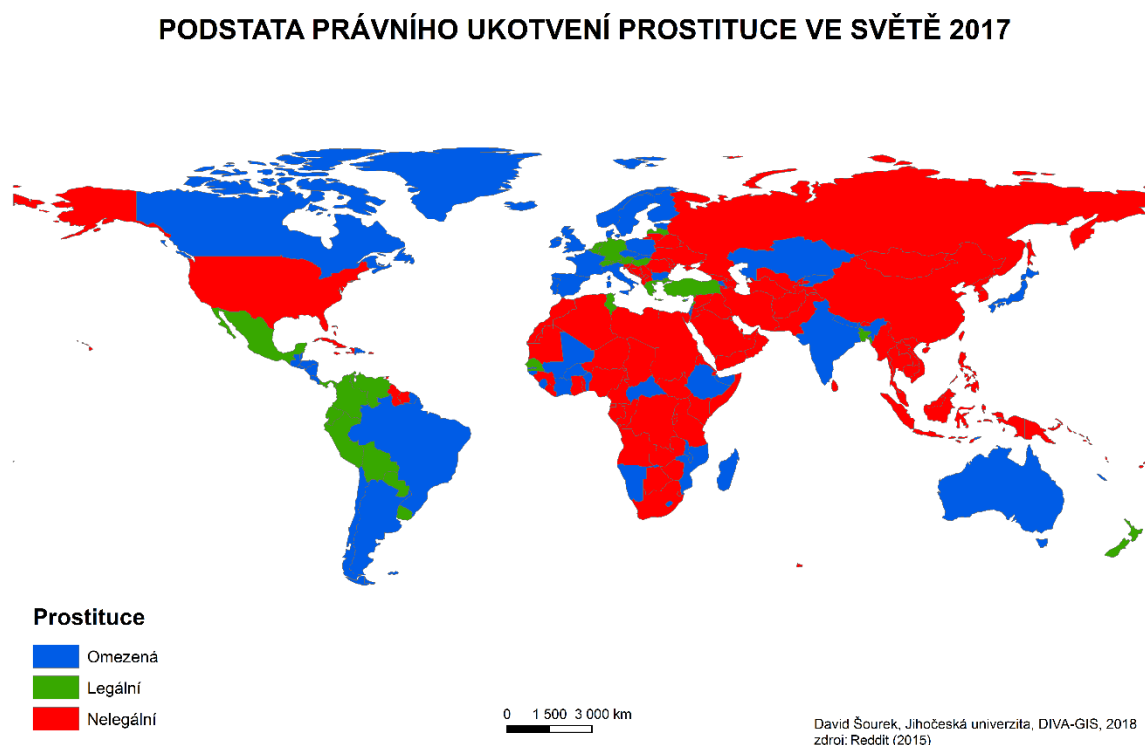 PODSTATA PRÁVNÍHO UKOTVENÍ PROSTITUCE VE SVĚTĚ 2017
Prostituce
Omezená
Legální
Nelegální
0 1 500 3 000 km
David Šourek, Jihočeská univerzita, DIVA-GIS, 2018
zdroj: Reddit (2015)